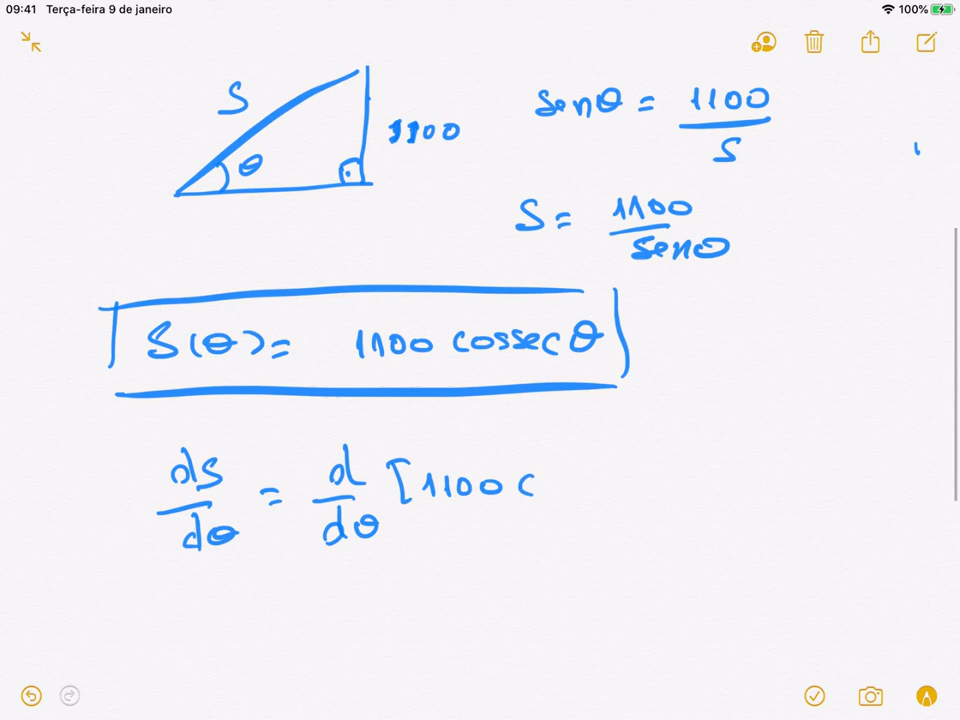 09:41 Terça-feira 9 de janeiro 100%
S
θ
1100
senθ = 1100 / S
S = 1100 / senθ
S(θ) = 1100 cossec θ
ds/dθ = d/dθ [1100 c